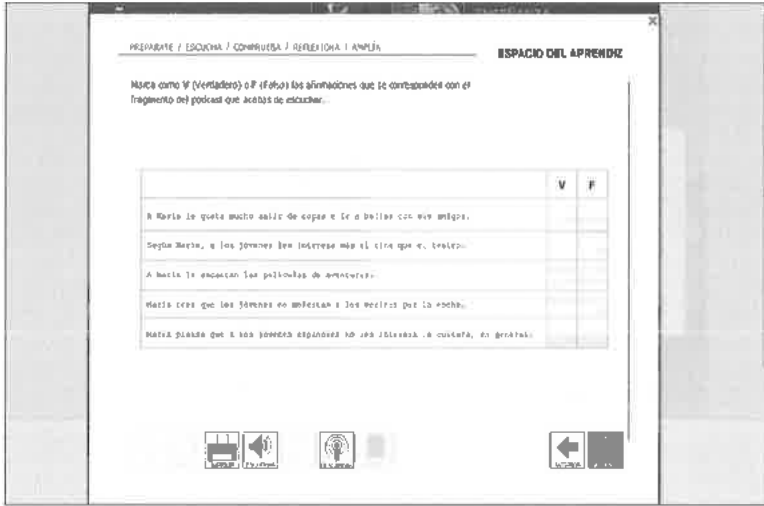 PREPÁRATE / ESCUCHA / COMPRUEBA / REFLEXIONA / AMPLÍA
ESPACIO DEL APRENDIZ
Marca como V (Verdadero) o F (Falso) las afirmaciones que se corresponden con el
fragmento del podcast que acabas de escuchar.
V F
A María le gusta mucho salir de copas e ir a bailar con sus amigos.
Según María, a los jóvenes les interesa más el cine que el teatro.
A María le encantan las películas de aventuras.
María cree que los jóvenes no molestan a los vecinos por la noche.
María piensa que a los jóvenes españoles no les interesa la cultura, en general.